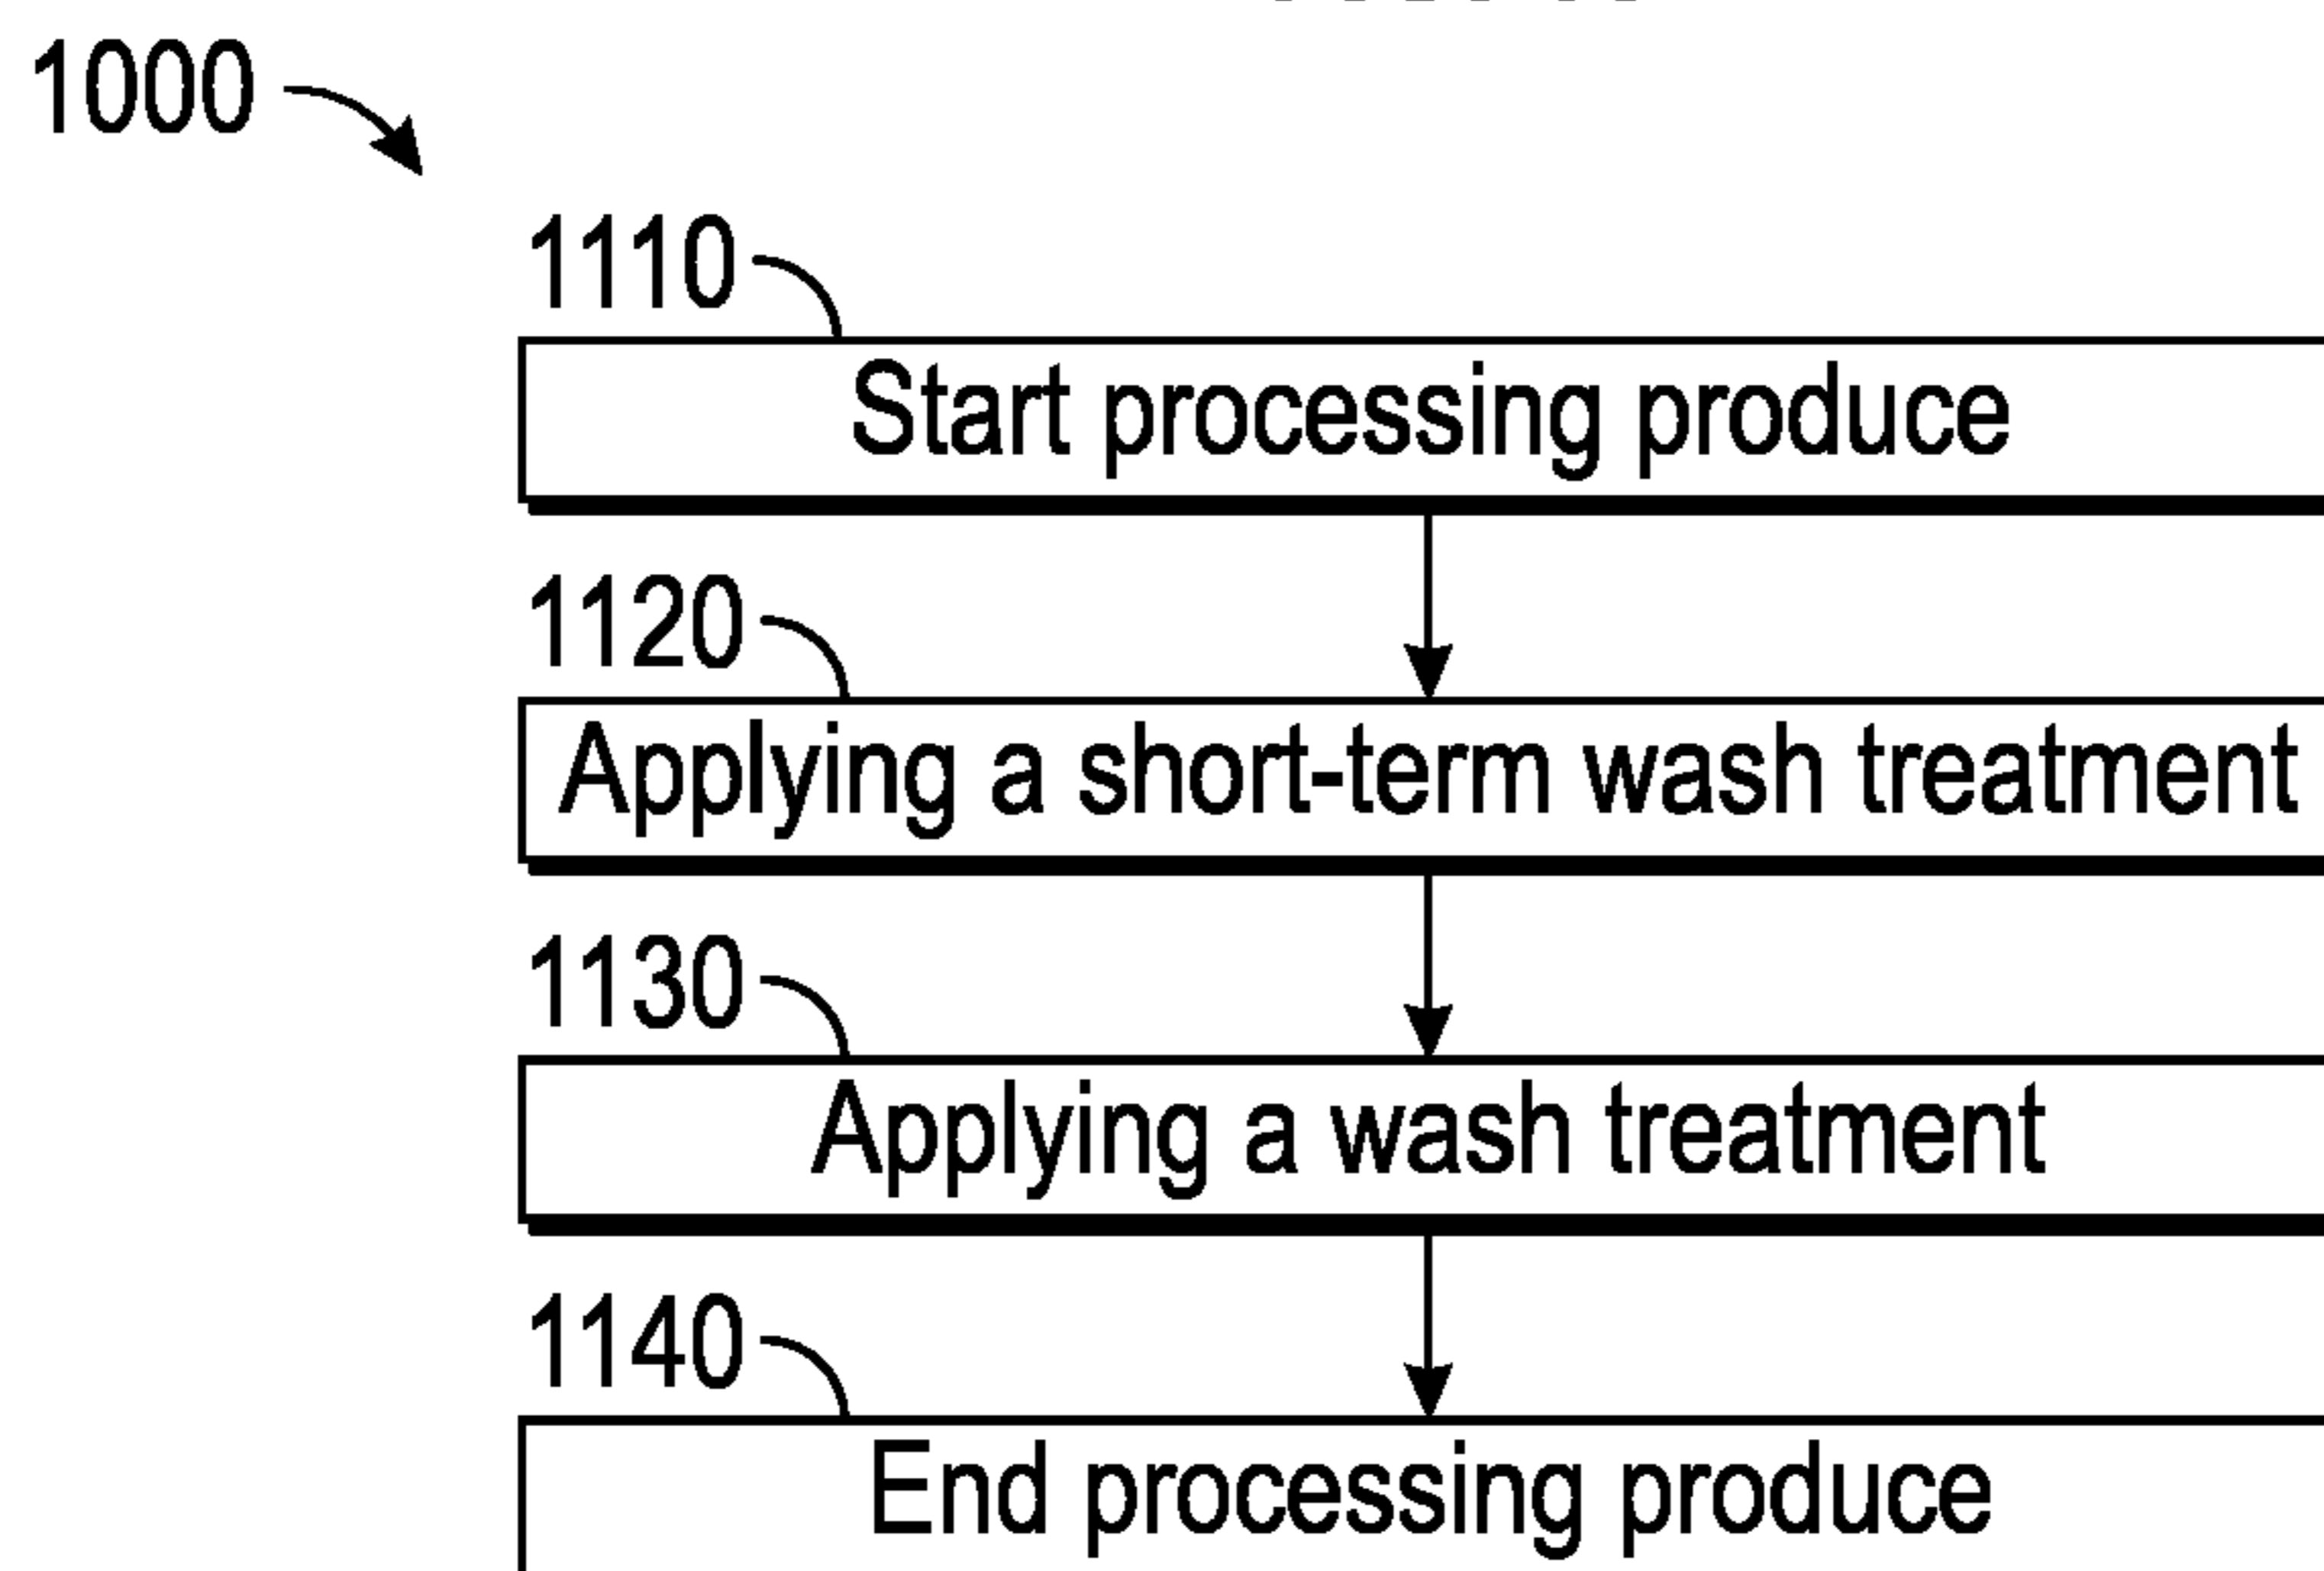 1000
1110
Start processing produce
1120
Applying a short-term wash treatment
1130
Applying a wash treatment
1140
End processing produce